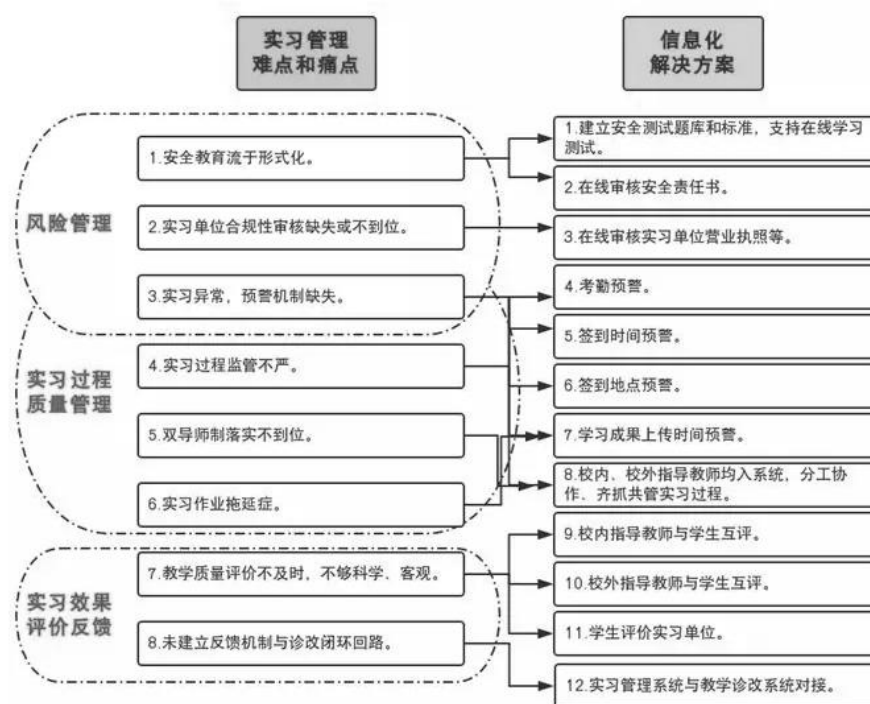 实习管理
难点和痛点
信息化
解决方案
风险管理
1.安全教育流于形式化。
2.实习单位合规性审核缺失或不到位。
3.实习异常，预警机制缺失。
实习过程
质量管理
4.实习过程监管不严。
5.双导师制落实不到位。
6.实习作业拖延症。
实习效果
评价反馈
7.教学质量评价不及时，不够科学、客观。
8.未建立反馈机制与诊改闭环回路。
1.建立安全测试题库和标准，支持在线学习
测试。
2.在线审核安全责任书。
3.在线审核实习单位营业执照等。
4.考勤预警。
5.签到时间预警。
6.签到地点预警。
7.学习成果上传时间预警。
8.校内、校外指导教师均入系统，分工协
作、齐抓共管实习过程。
9.校内指导教师与学生互评。
10.校外指导教师与学生互评。
11.学生评价实习单位。
12.实习管理系统与教学诊改系统对接。